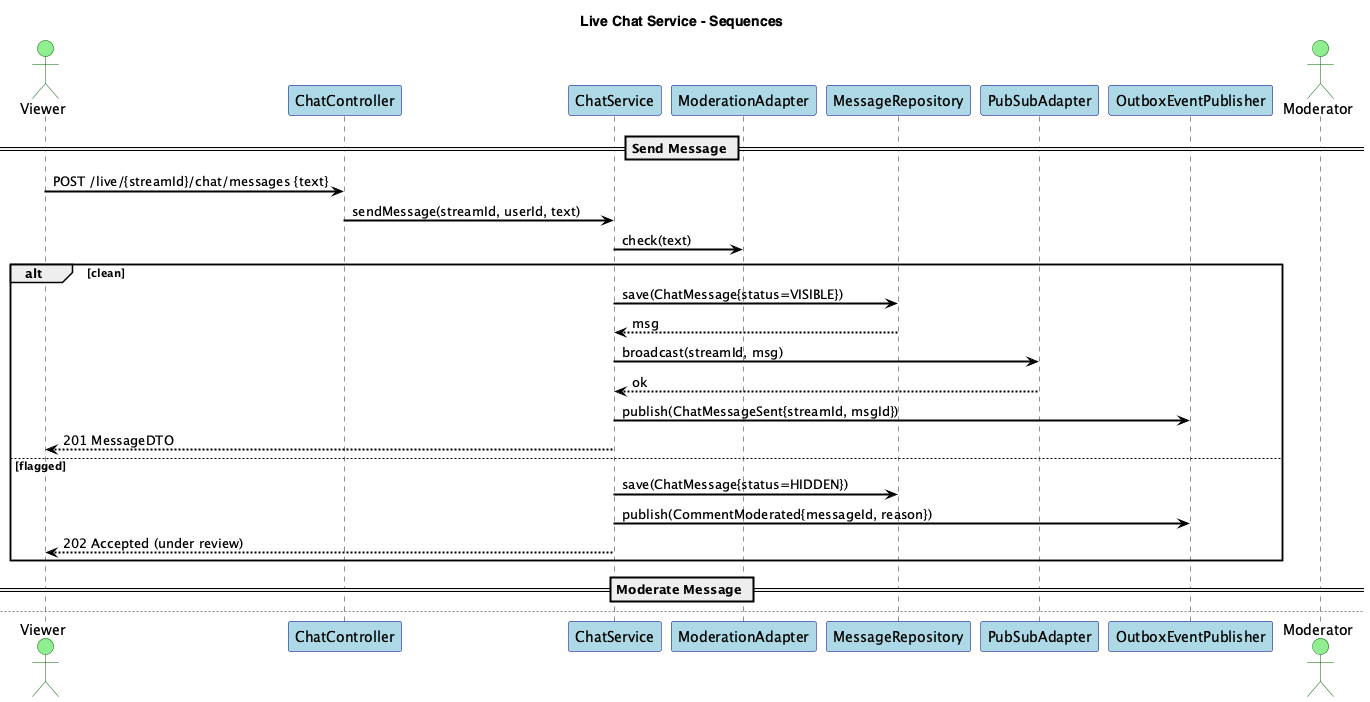 Live Chat Service - Sequences
Viewer
ChatController
ChatService
ModerationAdapter
MessageRepository
PubSubAdapter
OutboxEventPublisher
Moderator
Send Message
POST /live/{streamId}/chat/messages {text}
sendMessage(streamId, userId, text)
check(text)
alt
[clean]
save(ChatMessage{status=VISIBLE})
msg
broadcast(streamId, msg)
ok
publish(ChatMessageSent{streamId, msgId})
201 MessageDTO
[flagged]
save(ChatMessage{status=HIDDEN})
publish(CommentModerated{messageId, reason})
202 Accepted (under review)
Moderate Message
Viewer
ChatController
ChatService
ModerationAdapter
MessageRepository
PubSubAdapter
OutboxEventPublisher
Moderator